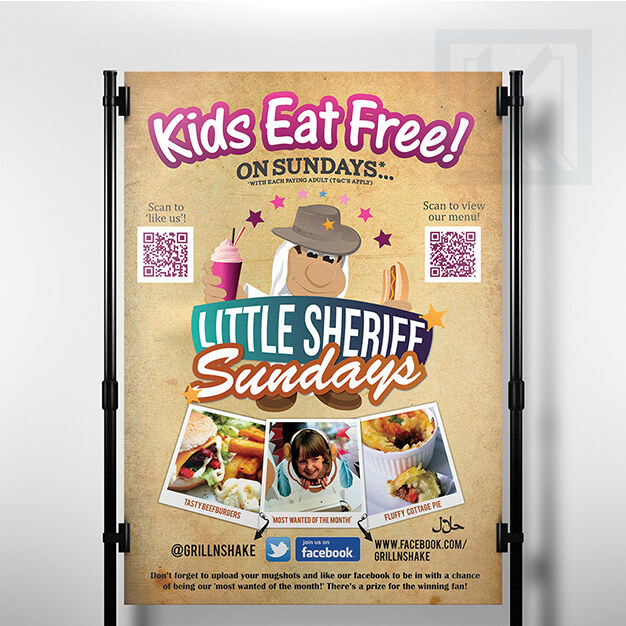 Kids Eat Free!
ON SUNDAYS*...
*WITH EACH PAYING ADULT (T&C'S APPLY)
Scan to
'like us'!
Scan to view
our menu!
LITTLE SHERIFF
Sundays
TASTY BEEFBURGERS
'MOST WANTED OF THE MONTH!'
FLUFFY COTTAGE PIE
حلال
@GRILLNSHAKE
join us on
facebook.
WWW.FACEBOOK.COM/
GRILLNSHAKE
Don't forget to upload your mugshots and like our facebook to be in with a chance
of being our 'most wanted of the month!' There's a prize for the winning fan!